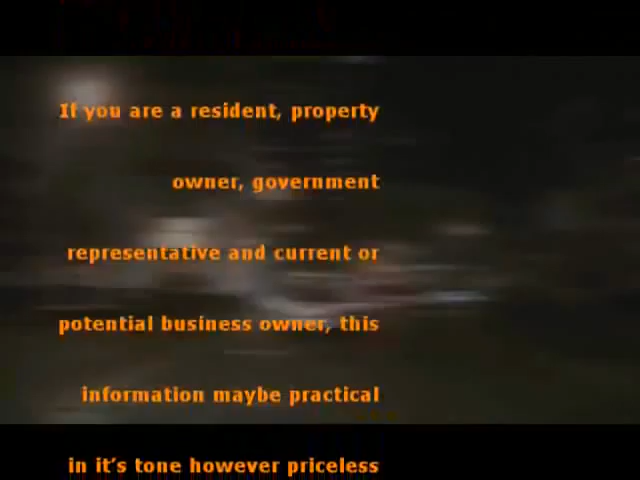 If you are a resident, property
owner, government
representative and current or
potential business owner, this
information maybe practical
in it’s tone however priceless